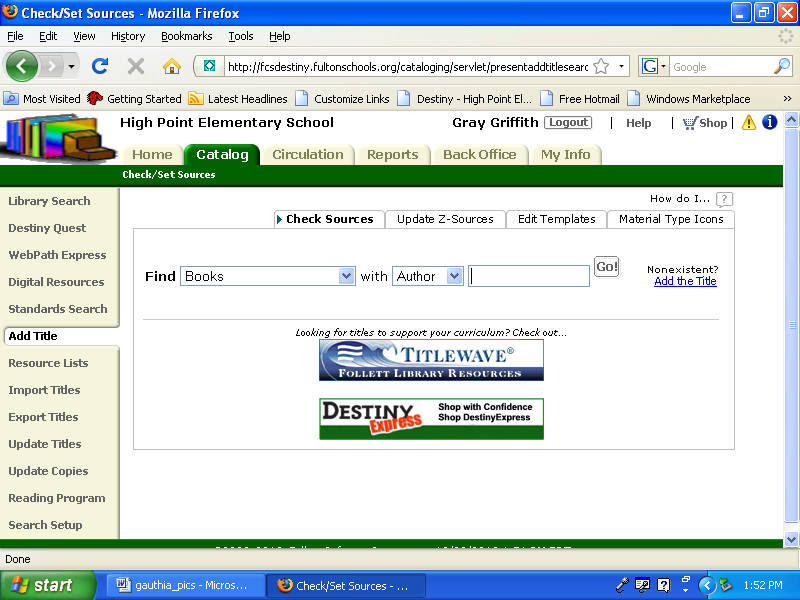 Check/Set Sources - Mozilla Firefox
File Edit View History Bookmarks Tools Help
http://fcsdestiny.fultonschools.org/cataloging/servlet/presentaddtitlesearc
Google
Most Visited Getting Started Latest Headlines Customize Links Destiny - High Point El... Free Hotmail Windows Marketplace »
High Point Elementary School Gray Griffith Logout | Help | Shop |
Home Catalog Circulation Reports Back Office My Info
Check/Set Sources
Library Search
Destiny Quest
WebPath Express
Digital Resources
Standards Search
Add Title
Resource Lists
Import Titles
Export Titles
Update Titles
Update Copies
Reading Program
Search Setup
How do I... ?
Check Sources Update Z-Sources Edit Templates Material Type Icons
Find Books with Author Go!
Nonexistent?
Add the Title
Looking for titles to support your curriculum? Check out...
TITLEWAVE®
FOLLETT LIBRARY RESOURCES
DESTINY Express
Shop with Confidence
Shop DestinyExpress
Done
start gauthia_pics - Micros... Check/Set Sources - ... 1:52 PM